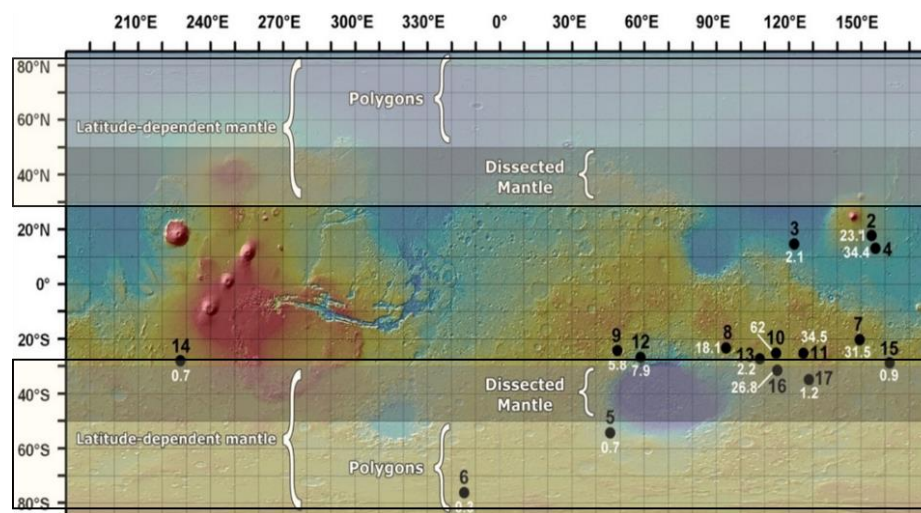 210°E 240°E 270°E 300°E 0° 60°E 90°E 120°E 150°E
80°N
60°N
40°N
20°N
0°
20°S
40°S
60°S
80°S
Latitude-dependent mantle
Polygons
Dissected
Mantle
3
2.1
2
23.1
34.4
4
14
0.7
9
5.8
12
7.9
8
18.1
13
2.2
62
10
34.5
11
7
31.5
15
0.9
26.8
16
17
1.2
Dissected
Mantle
5
0.7
Latitude-dependent mantle
Polygons
6
0.3